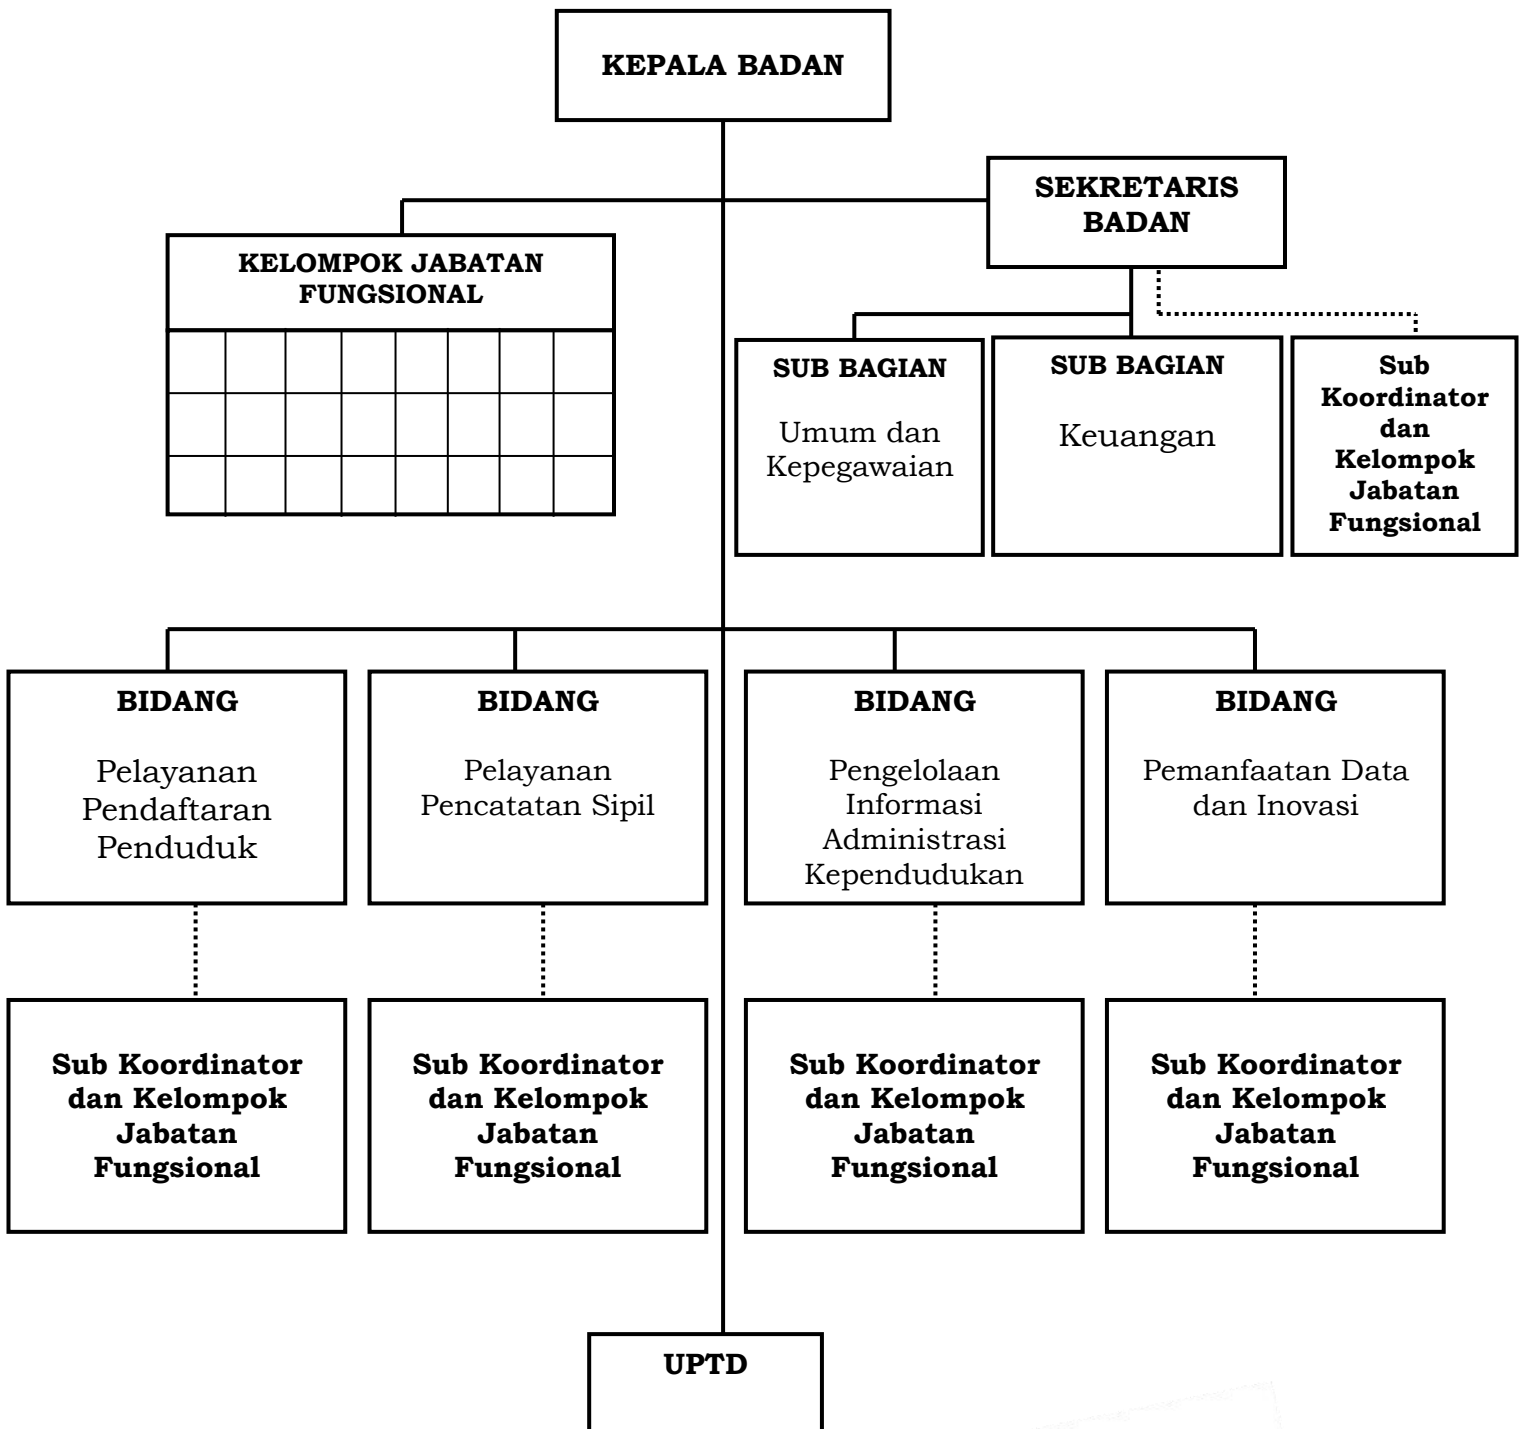 KEPALA BADAN
SEKRETARIS
BADAN
KELOMPOK JABATAN
FUNGSIONAL
SUB BAGIAN
Umum dan
Kepegawaian
SUB BAGIAN
Keuangan
Sub
Koordinator
dan
Kelompok
Jabatan
Fungsional
BIDANG
Pelayanan
Pendaftaran
Penduduk
BIDANG
Pelayanan
Pencatatan Sipil
BIDANG
Pengelolaan
Informasi
Administrasi
Kependudukan
BIDANG
Pemanfaatan Data
dan Inovasi
Sub Koordinator
dan Kelompok
Jabatan
Fungsional
Sub Koordinator
dan Kelompok
Jabatan
Fungsional
Sub Koordinator
dan Kelompok
Jabatan
Fungsional
Sub Koordinator
dan Kelompok
Jabatan
Fungsional
UPTD